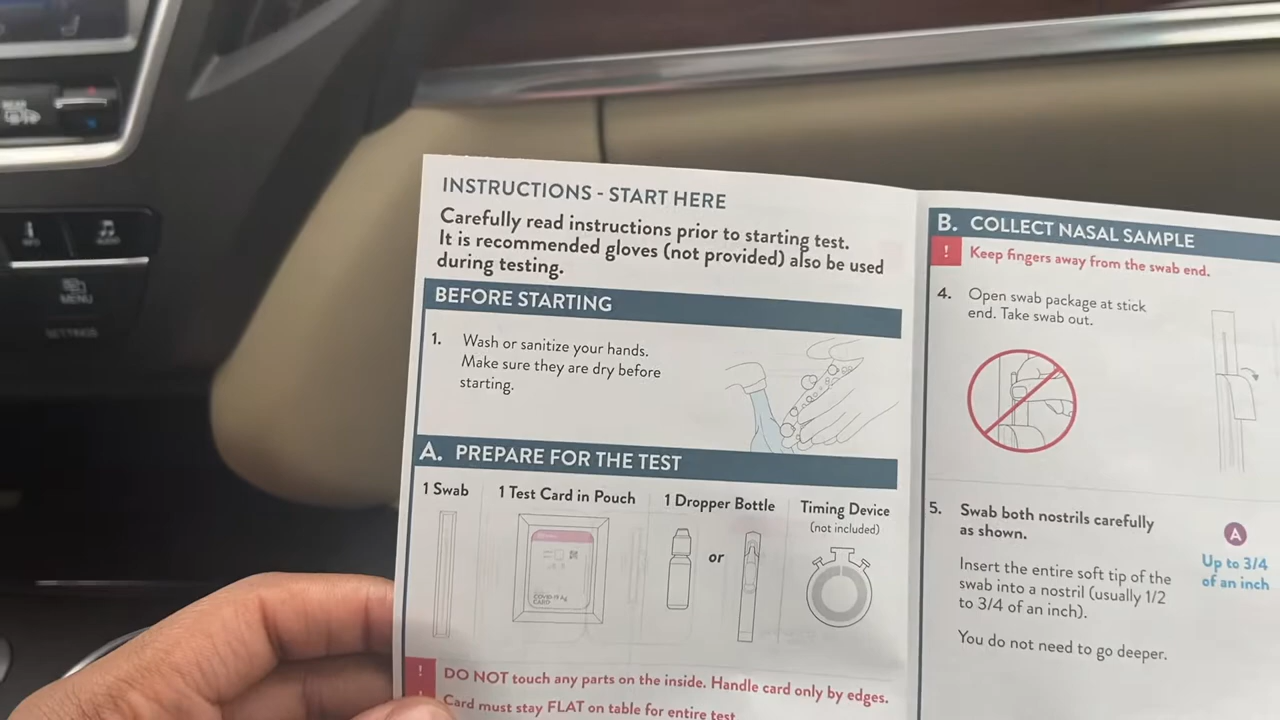 INSTRUCTIONS - START HERE
Carefully read instructions prior to starting test.
It is recommended gloves (not provided) also be used
during testing.
BEFORE STARTING
1. Wash or sanitize your hands.
Make sure they are dry before
starting.
A. PREPARE FOR THE TEST
1 Swab
1 Test Card in Pouch
COVID-19 Ag
CARD
1 Dropper Bottle
or
Timing Device
(not included)
! DO NOT touch any parts on the inside. Handle card only by edges.
! Card must stay FLAT on table for entire test
B. COLLECT NASAL SAMPLE
! Keep fingers away from the swab end.
4. Open swab package at stick
end. Take swab out.
5. Swab both nostrils carefully
as shown.
Insert the entire soft tip of the
swab into a nostril (usually 1/2
to 3/4 of an inch).
You do not need to go deeper.
A
Up to 3/4
of an inch
AUDIO
MENU
SETTINGS